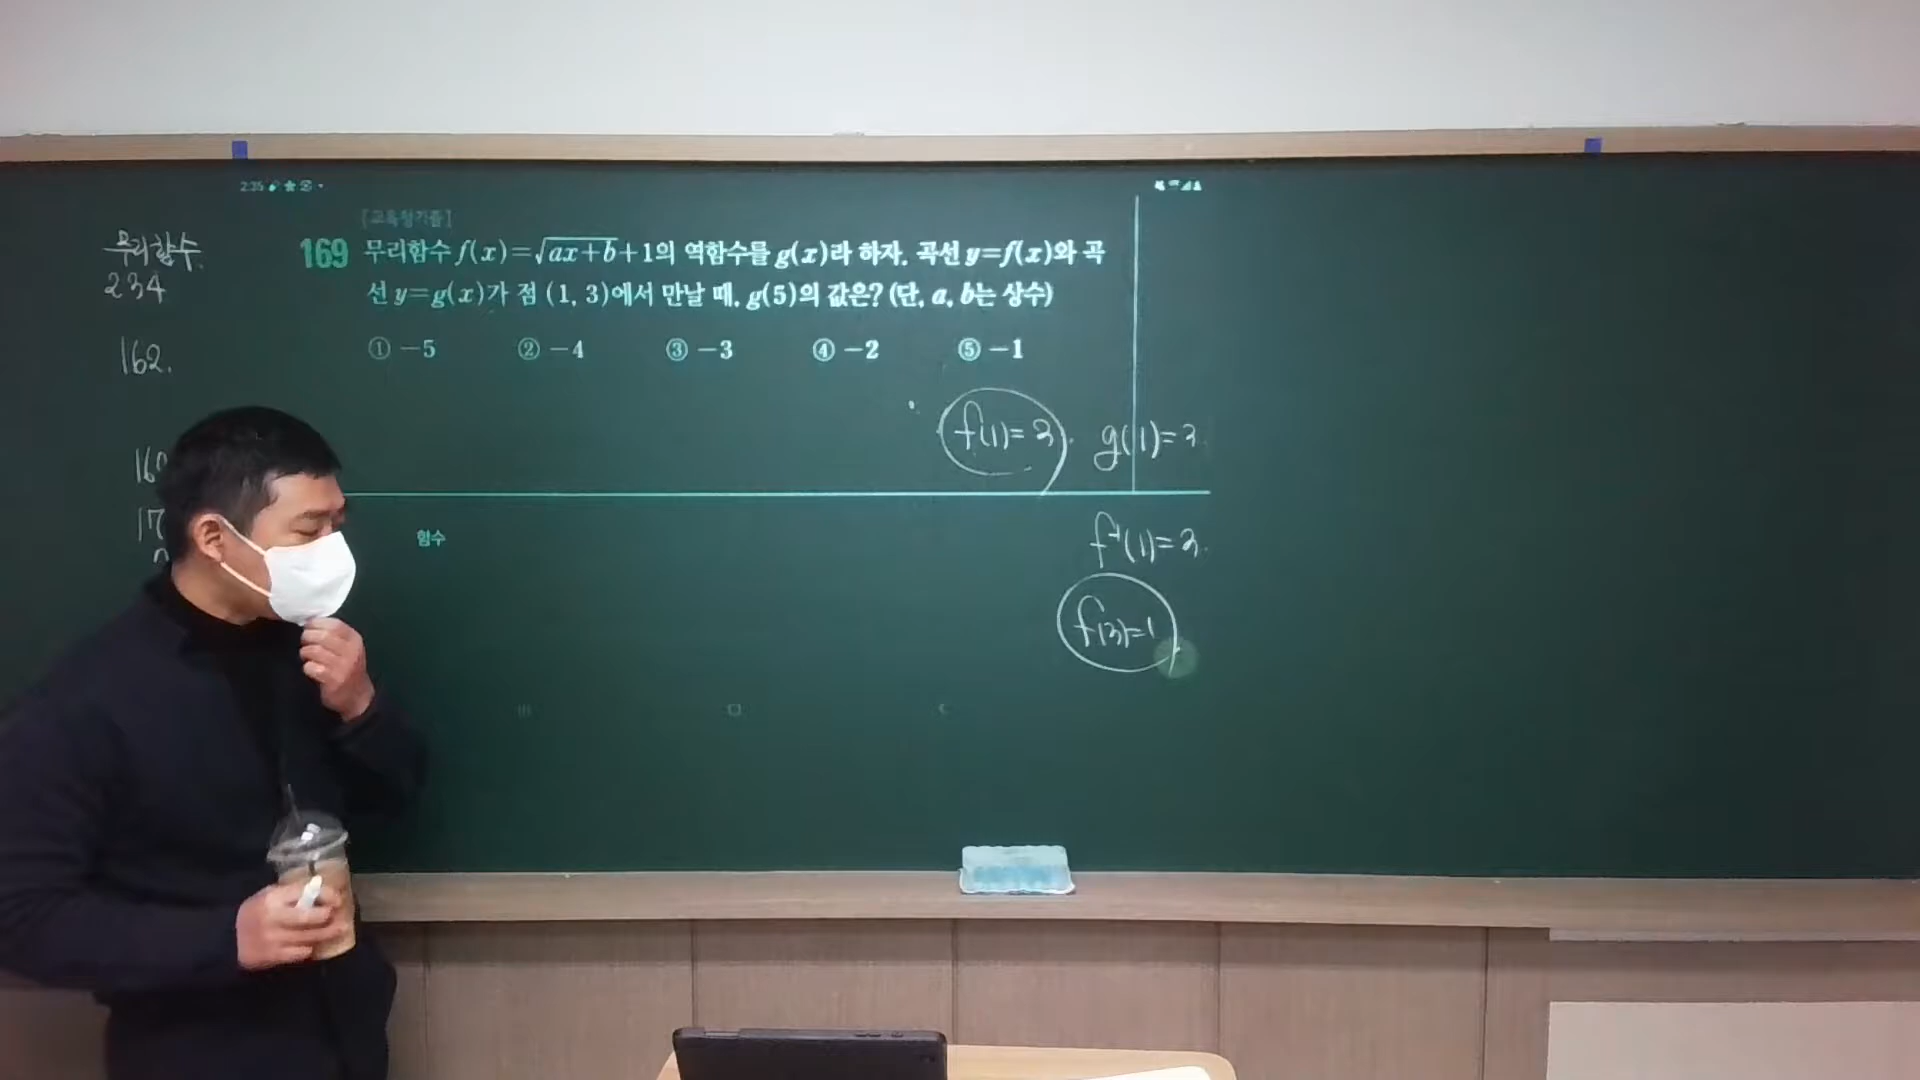 2:35
[교육청기출]
169 무리함수 f(x)=√(ax+b)+1의 역함수를 g(x)라 하자. 곡선 y=f(x)와 곡
선 y=g(x)가 점 (1, 3)에서 만날 때, g(5)의 값은? (단, a, b는 상수)
① −5 ② −4 ③ −3 ④ −2 ⑤ −1
무리함수
234
162.
f(1)=3. g(1)=3.
f⁻¹(1)=3.
f(3)=1
함수